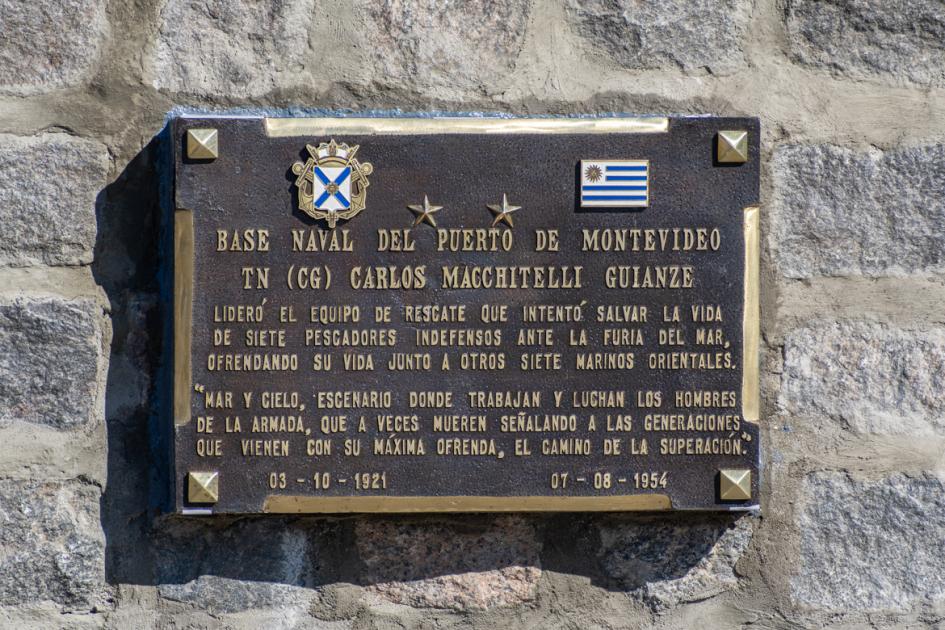 BASE NAVAL DEL PUERTO DE MONTEVIDEO
TN (CG) CARLOS MACCHITELLI GUIANZE
LIDERÓ EL EQUIPO DE RESCATE QUE INTENTÓ SALVAR LA VIDA
DE SIETE PESCADORES INDEFENSOS ANTE LA FURIA DEL MAR,
OFRENDANDO SU VIDA JUNTO A OTROS SIETE MARINOS ORIENTALES.
"MAR Y CIELO, ESCENARIO DONDE TRABAJAN Y LUCHAN LOS HOMBRES
DE LA ARMADA, QUE A VECES MUEREN SEÑALANDO A LAS GENERACIONES
QUE VIENEN CON SU MÁXIMA OFRENDA, EL CAMINO DE LA SUPERACIÓN."
03 - 10 - 1921 07 - 08 - 1954